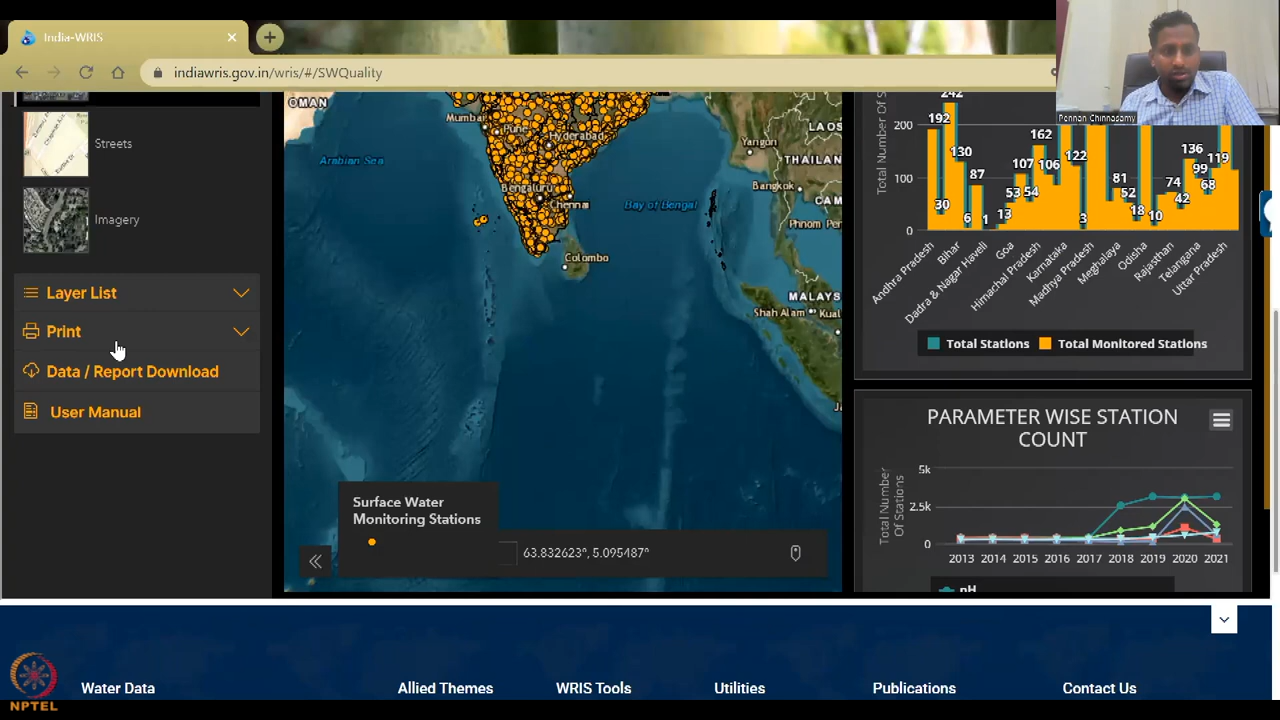 India-WRIS
indiawris.gov.in/wris/#/SWQuality
Pennan Chinnasamy
Streets
Imagery
Layer List
Print
Data / Report Download
User Manual
OMAN
Mumbai
Pune
Hyderabad
Arabian Sea
Bengaluru
Chennai
Bay of Bengal
Colombo
Yangon
LAOS
THAILAN
Bangkok
CAM
Phnom Pen
MALAYS
Shah Alam
Kual
Ja
Surface Water
Monitoring Stations
63.832623°, 5.095487°
Total Number Of S
200
100
0
192
30
242
130
6
87
1
13
53
107
54
162
106
122
3
81
52
18
10
74
42
136
99
68
119
Andhra Pradesh
Bihar
Dadra & Nagar Haveli
Goa
Himachal Pradesh
Karnataka
Madhya Pradesh
Meghalaya
Odisha
Rajasthan
Telangana
Uttar Pradesh
Total Stations
Total Monitored Stations
PARAMETER WISE STATION
COUNT
Total Number
Of Stations
5k
2.5k
0
2013 2014 2015 2016 2017 2018 2019 2020 2021
pH
Water Data
Allied Themes
WRIS Tools
Utilities
Publications
Contact Us
NPTEL